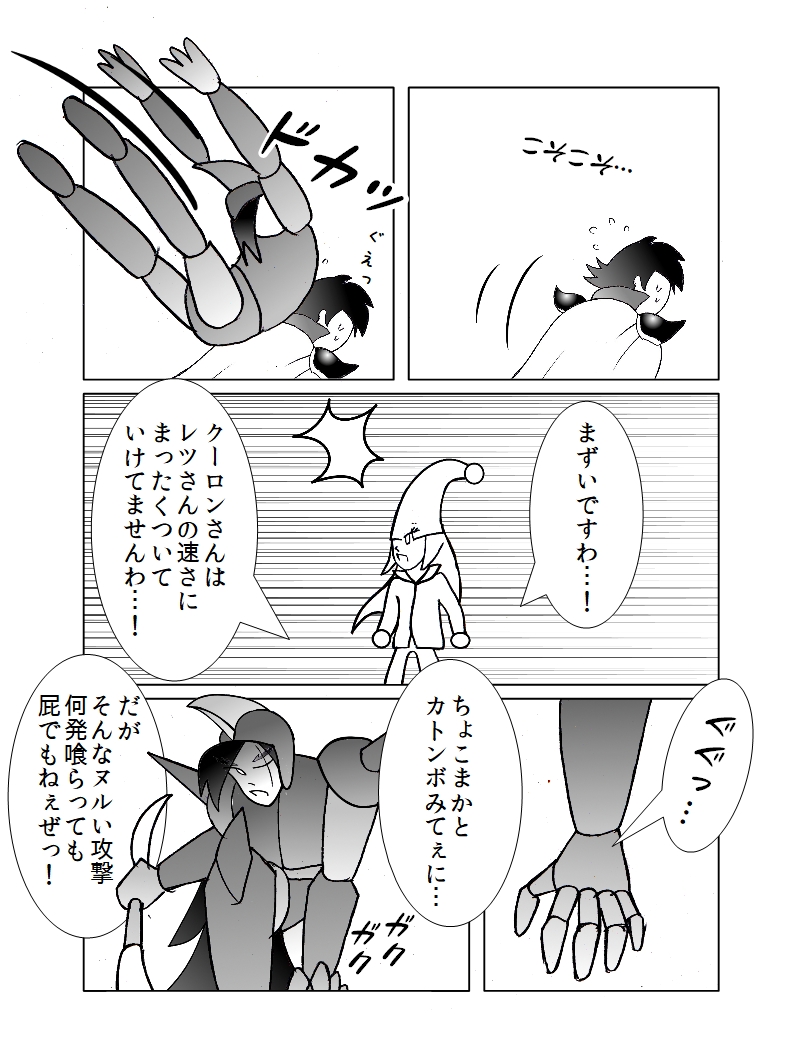 こそこそ…
ドカッ
ぐえっ
まずいですわ…！
クーロンさんは
レツさんの速さに
まったくついて
いけてませんわ…！
ぐぐっ…
ちょこまかと
カトンボみてぇに…
ガク
ガク
だが
そんなヌルい攻撃
何発喰らっても
屁でもねぇぜっ！